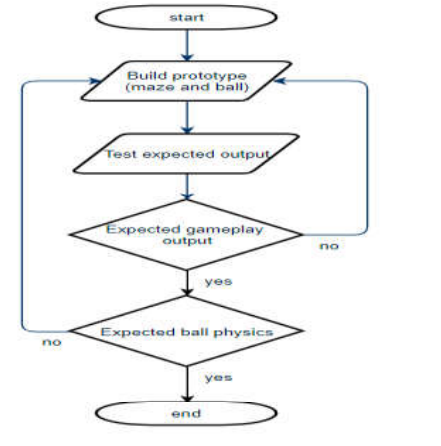 start
Build prototype
(maze and ball)
Test expected output
Expected gameplay
output
no
yes
Expected ball physics
no
yes
end